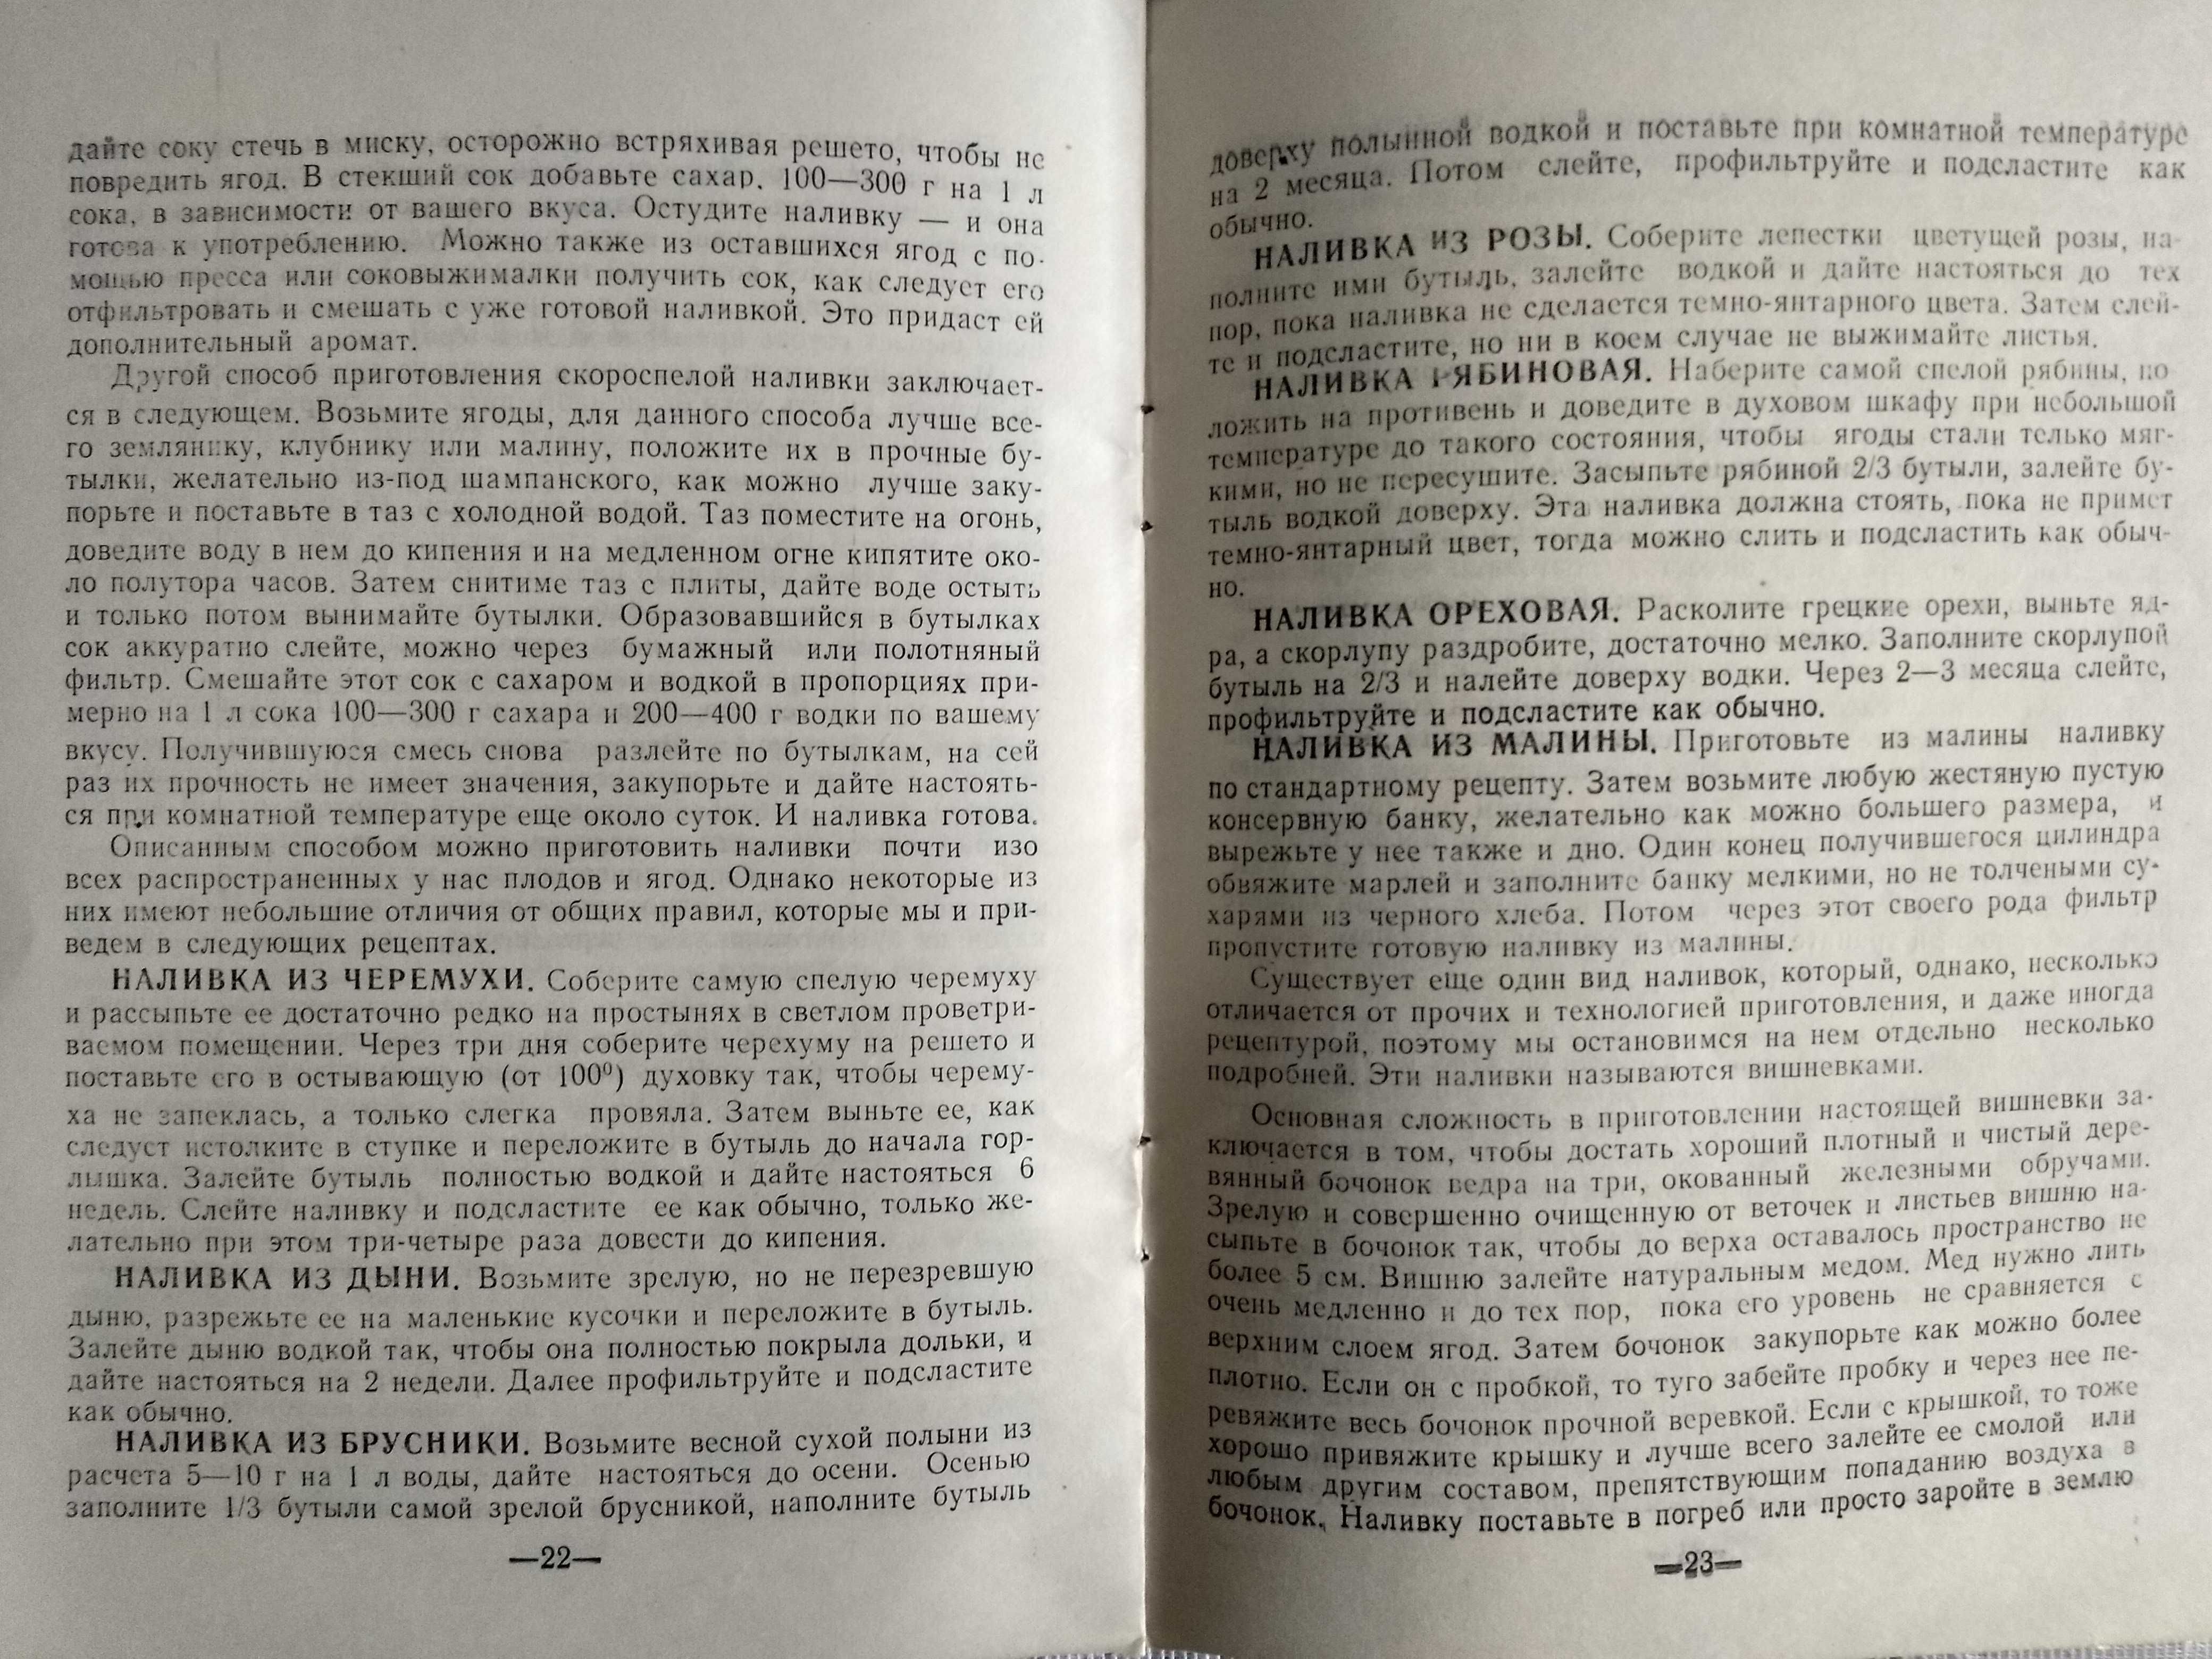 дайте соку стечь в миску, осторожно встряхивая решето, чтобы не
повредить ягод. В стекший сок добавьте сахар. 100—300 г на 1 л
сока, в зависимости от вашего вкуса. Остудите наливку — и она
готова к употреблению. Можно также из оставшихся ягод с по-
мощью пресса или соковыжималки получить сок, как следует его
отфильтровать и смешать с уже готовой наливкой. Это придаст ей
дополнительный аромат.
Другой способ приготовления скороспелой наливки заключает-
ся в следующем. Возьмите ягоды, для данного способа лучше все-
го землянику, клубнику или малину, положите их в прочные бу-
тылки, желательно из-под шампанского, как можно лучше заку-
порьте и поставьте в таз с холодной водой. Таз поместите на огонь,
доведите воду в нем до кипения и на медленном огне кипятите око-
ло полутора часов. Затем снитиме таз с плиты, дайте воде остыть
и только потом вынимайте бутылки. Образовавшийся в бутылках
сок аккуратно слейте, можно через бумажный или полотняный
фильтр. Смешайте этот сок с сахаром и водкой в пропорциях при-
мерно на 1 л сока 100—300 г сахара и 200—400 г водки по вашему
вкусу. Получившуюся смесь снова разлейте по бутылкам, на сей
раз их прочность не имеет значения, закупорьте и дайте настоять-
ся при комнатной температуре еще около суток. И наливка готова.
Описанным способом можно приготовить наливки почти изо
всех распространенных у нас плодов и ягод. Однако некоторые из
них имеют небольшие отличия от общих правил, которые мы и при-
ведем в следующих рецептах.
НАЛИВКА ИЗ ЧЕРЕМУХИ. Соберите самую спелую черемуху
и рассыпьте ее достаточно редко на простынях в светлом проветри-
ваемом помещении. Через три дня соберите черехуму на решето и
поставьте его в остывающую (от 100⁰) духовку так, чтобы черему-
ха не запеклась, а только слегка провяла. Затем выньте ее, как
следует истолките в ступке и переложите в бутыль до начала гор-
лышка. Залейте бутыль полностью водкой и дайте настояться 6
недель. Слейте наливку и подсластите ее как обычно, только же-
лательно при этом три-четыре раза довести до кипения.
НАЛИВКА ИЗ ДЫНИ. Возьмите зрелую, но не перезревшую
дыню, разрежьте ее на маленькие кусочки и переложите в бутыль.
Залейте дыню водкой так, чтобы она полностью покрыла дольки, и
дайте настояться на 2 недели. Далее профильтруйте и подсластите
как обычно.
НАЛИВКА ИЗ БРУСНИКИ. Возьмите весной сухой полыни из
расчета 5—10 г на 1 л воды, дайте настояться до осени. Осенью
заполните 1/3 бутыли самой зрелой брусникой, наполните бутыль
—22—
доверху полынной водкой и поставьте при комнатной температуре
на 2 месяца. Потом слейте, профильтруйте и подсластите как
обычно.
НАЛИВКА ИЗ РОЗЫ. Соберите лепестки цветущей розы, на-
полните ими бутыль, залейте водкой и дайте настояться до тех
пор, пока наливка не сделается темно-янтарного цвета. Затем слей-
те и подсластите, но ни в коем случае не выжимайте листья.
НАЛИВКА РЯБИНОВАЯ. Наберите самой спелой рябины, по
ложить на противень и доведите в духовом шкафу при небольшой
температуре до такого состояния, чтобы ягоды стали только мяг-
кими, но не пересушите. Засыпьте рябиной 2/3 бутыли, залейте бу-
тыль водкой доверху. Эта наливка должна стоять, пока не примет
темно-янтарный цвет, тогда можно слить и подсластить как обыч-
но.
НАЛИВКА ОРЕХОВАЯ. Расколите грецкие орехи, выньте яд-
ра, а скорлупу раздробите, достаточно мелко. Заполните скорлупой
бутыль на 2/3 и налейте доверху водки. Через 2—3 месяца слейте,
профильтруйте и подсластите как обычно.
НАЛИВКА ИЗ МАЛИНЫ. Приготовьте из малины наливку
по стандартному рецепту. Затем возьмите любую жестяную пустую
консервную банку, желательно как можно большего размера, и
вырежьте у нее также и дно. Один конец получившегося цилиндра
обвяжите марлей и заполните банку мелкими, но не толчеными су-
харями из черного хлеба. Потом через этот своего рода фильтр
пропустите готовую наливку из малины.
Существует еще один вид наливок, который, однако, несколько
отличается от прочих и технологией приготовления, и даже иногда
рецептурой, поэтому мы остановимся на нем отдельно несколько
подробней. Эти наливки называются вишневками.
Основная сложность в приготовлении настоящей вишневки за-
ключается в том, чтобы достать хороший плотный и чистый дере-
вянный бочонок ведра на три, окованный железными обручами.
Зрелую и совершенно очищенную от веточек и листьев вишню на-
сыпьте в бочонок так, чтобы до верха оставалось пространство не
более 5 см. Вишню залейте натуральным медом. Мед нужно лить
очень медленно и до тех пор, пока его уровень не сравняется с
верхним слоем ягод. Затем бочонок закупорьте как можно более
плотно. Если он с пробкой, то туго забейте пробку и через нее пе-
ревяжите весь бочонок прочной веревкой. Если с крышкой, то тоже
хорошо привяжите крышку и лучше всего залейте ее смолой или
любым другим составом, препятствующим попаданию воздуха в
бочонок. Наливку поставьте в погреб или просто заройте в землю
—23—